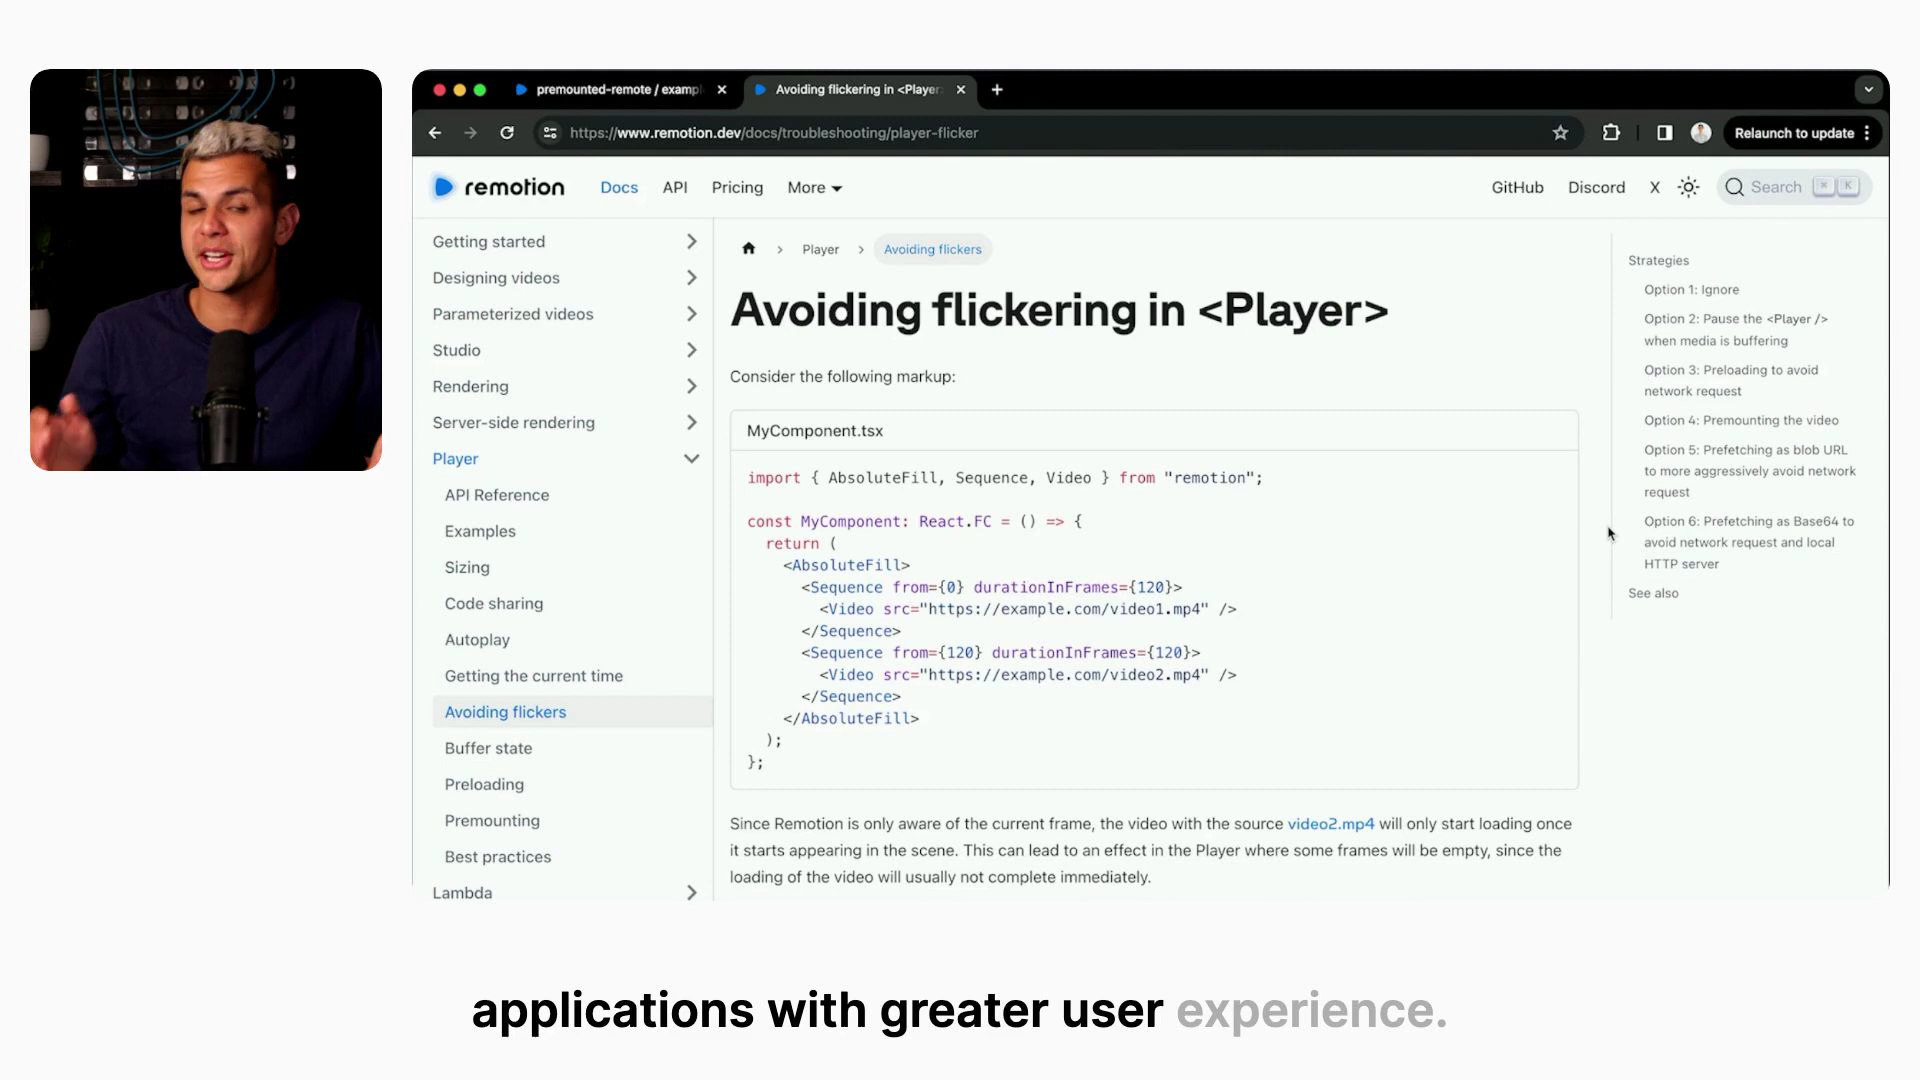 premounted-remote / exampl
Avoiding flickering in <Player>
https://www.remotion.dev/docs/troubleshooting/player-flicker
Relaunch to update
remotion
Docs
API
Pricing
More
GitHub
Discord
X
Search
⌘
K
Getting started
Designing videos
Parameterized videos
Studio
Rendering
Server-side rendering
Player
API Reference
Examples
Sizing
Code sharing
Autoplay
Getting the current time
Avoiding flickers
Buffer state
Preloading
Premounting
Best practices
Lambda
Player
Avoiding flickers
Avoiding flickering in <Player>
Consider the following markup:
MyComponent.tsx
import { AbsoluteFill, Sequence, Video } from "remotion";
const MyComponent: React.FC = () => {
return (
<AbsoluteFill>
<Sequence from={0} durationInFrames={120}>
<Video src="https://example.com/video1.mp4" />
</Sequence>
<Sequence from={120} durationInFrames={120}>
<Video src="https://example.com/video2.mp4" />
</Sequence>
</AbsoluteFill>
);
};
Since Remotion is only aware of the current frame, the video with the source video2.mp4 will only start loading once
it starts appearing in the scene. This can lead to an effect in the Player where some frames will be empty, since the
loading of the video will usually not complete immediately.
Strategies
Option 1: Ignore
Option 2: Pause the <Player />
when media is buffering
Option 3: Preloading to avoid
network request
Option 4: Premounting the video
Option 5: Prefetching as blob URL
to more aggressively avoid network
request
Option 6: Prefetching as Base64 to
avoid network request and local
HTTP server
See also
applications with greater user experience.